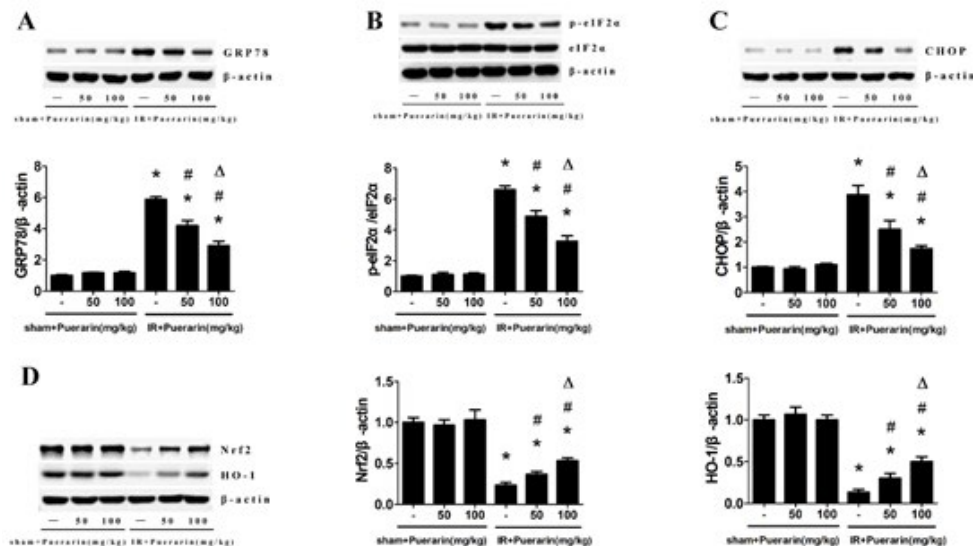 A
GRP78
β-actin
— 50 100 — 50 100
sham+Puerarin(mg/kg) IR+Puerarin(mg/kg)
GRP78/β -actin
8
6
4
2
0
* # * Δ # *
- 50 100 - 50 100
sham+Puerarin(mg/kg) IR+Puerarin(mg/kg)
B
p-eIF2α
eIF2α
β-actin
— 50 100 — 50 100
sham+Puerarin(mg/kg) IR+Puerarin(mg/kg)
p-eIF2α /eIF2α
8
6
4
2
0
* # * Δ # *
- 50 100 - 50 100
sham+Puerarin(mg/kg) IR+Puerarin(mg/kg)
C
CHOP
β-actin
— 50 100 — 50 100
sham+Puerarin(mg/kg) IR+Puerarin(mg/kg)
CHOP/β -actin
5
4
3
2
1
0
* # * Δ # *
- 50 100 - 50 100
sham+Puerarin(mg/kg) IR+Puerarin(mg/kg)
D
Nrf2
HO-1
β-actin
— 50 100 — 50 100
sham+Puerarin(mg/kg) IR+Puerarin(mg/kg)
Nrf2/β -actin
1.5
1.0
0.5
0.0
* # * Δ # *
- 50 100 - 50 100
sham+Puerarin(mg/kg) IR+Puerarin(mg/kg)
HO-1/β -actin
1.5
1.0
0.5
0.0
* # * Δ # *
- 50 100 - 50 100
sham+Puerarin(mg/kg) IR+Puerarin(mg/kg)